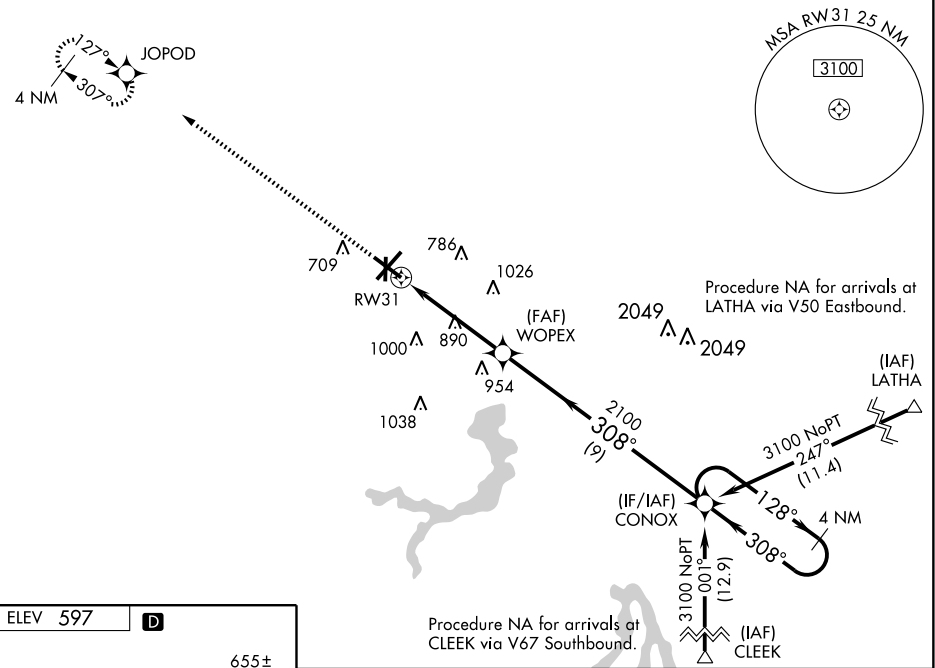 MSA RW31 25 NM
3100
127°
JOPOD
307°
4 NM
786
709
1026
RW31
Procedure NA for arrivals at
LATHA via V50 Eastbound.
(FAF)
WOPEX
2049
2049
890
1000
954
(IAF)
LATHA
1038
2100
308°
(9)
3100 NoPT
247°
(11.4)
(IF/IAF)
CONOX
128°
4 NM
308°
3100 NoPT
001°
(12.9)
ELEV 597
D
Procedure NA for arrivals at
CLEEK via V67 Southbound.
(IAF)
CLEEK
655±